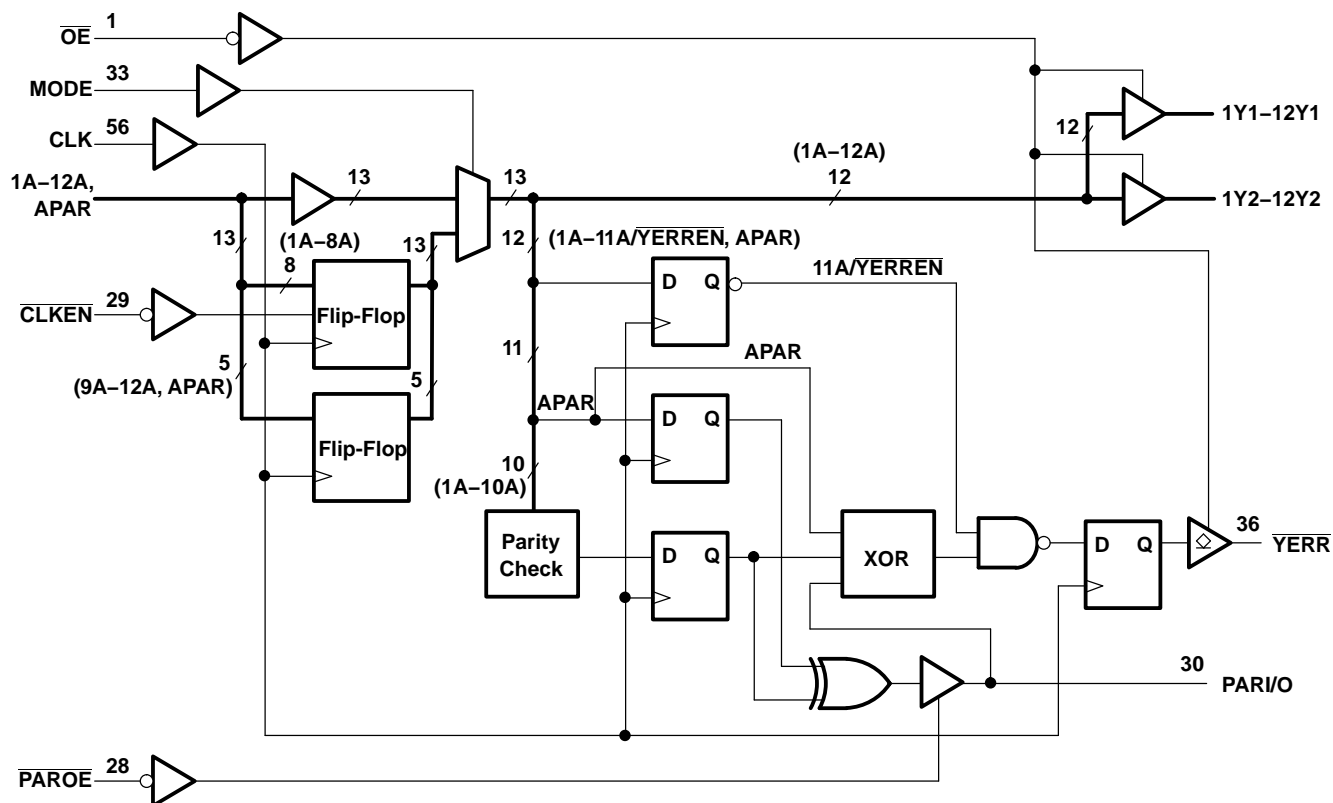 OE 1
MODE 33
CLK 56
1A–12A,
APAR
13
13
12
(1A–12A)
12
1Y1–12Y1
1Y2–12Y2
13
(1A–8A)
8
13
12
(1A–11A/YERREN, APAR)
D Q
11A/YERREN
CLKEN 29
Flip-Flop
5
(9A–12A, APAR)
5
11
APAR
APAR
D Q
Flip-Flop
10
(1A–10A)
Parity
Check
D Q
XOR
D Q
36
YERR
30
PARI/O
PAROE 28